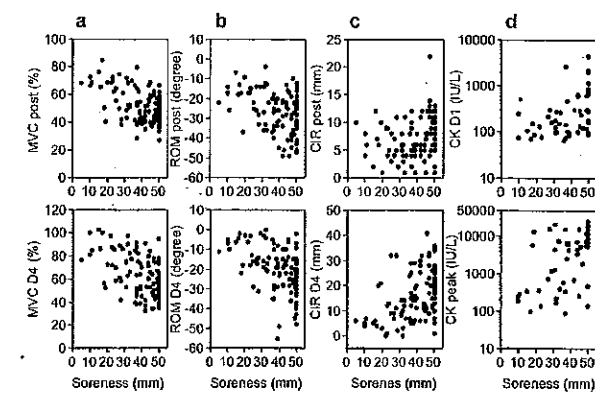 a b c d
MVC post (%)
100
80
60
40
20
0
0 10 20 30 40 50
ROM post (degree)
10
0
-10
-20
-30
-40
-50
-60
0 10 20 30 40 50
CIR post (mm)
25
20
15
10
5
0
0 10 20 30 40 50
CK D1 (IU/L)
10000
1000
100
10
0 10 20 30 40 50
MVC D4 (%)
120
100
80
60
40
20
0
0 10 20 30 40 50
Soreness (mm)
ROM D4 (degree)
10
0
-10
-20
-30
-40
-50
-60
0 10 20 30 40 50
Soreness (mm)
CIR D4 (mm)
50
40
30
20
10
0
0 10 20 30 40 50
Soreness (mm)
CK peak (IU/L)
50000
10000
1000
100
10
0 10 20 30 40 50
Soreness (mm)